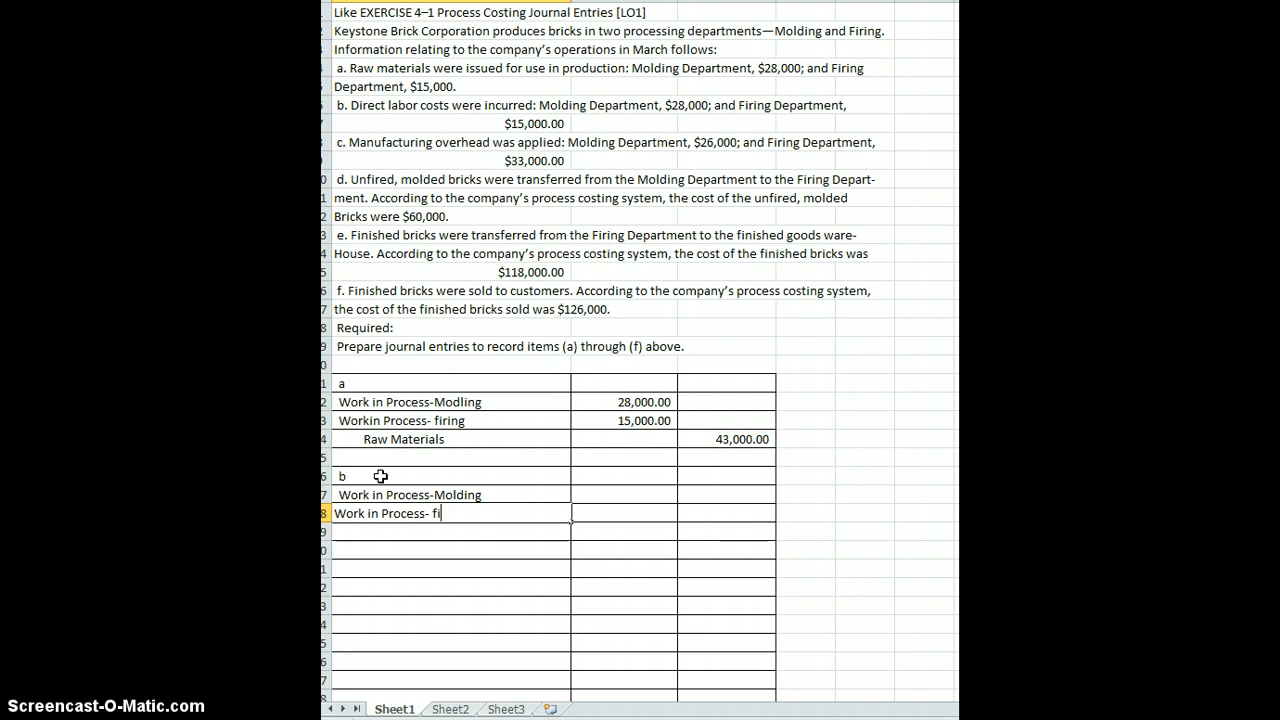 Like EXERCISE 4–1 Process Costing Journal Entries [LO1]
Keystone Brick Corporation produces bricks in two processing departments—Molding and Firing.
Information relating to the company's operations in March follows:
a. Raw materials were issued for use in production: Molding Department, $28,000; and Firing
Department, $15,000.
b. Direct labor costs were incurred: Molding Department, $28,000; and Firing Department,
$15,000.00
c. Manufacturing overhead was applied: Molding Department, $26,000; and Firing Department,
$33,000.00
d. Unfired, molded bricks were transferred from the Molding Department to the Firing Depart-
ment. According to the company's process costing system, the cost of the unfired, molded
Bricks were $60,000.
e. Finished bricks were transferred from the Firing Department to the finished goods ware-
House. According to the company's process costing system, the cost of the finished bricks was
$118,000.00
f. Finished bricks were sold to customers. According to the company's process costing system,
the cost of the finished bricks sold was $126,000.
Required:
Prepare journal entries to record items (a) through (f) above.
a
Work in Process-Modling 28,000.00
Workin Process- firing 15,000.00
Raw Materials 43,000.00
b
Work in Process-Molding
Work in Process- fi
Sheet1 Sheet2 Sheet3
Screencast-O-Matic.com